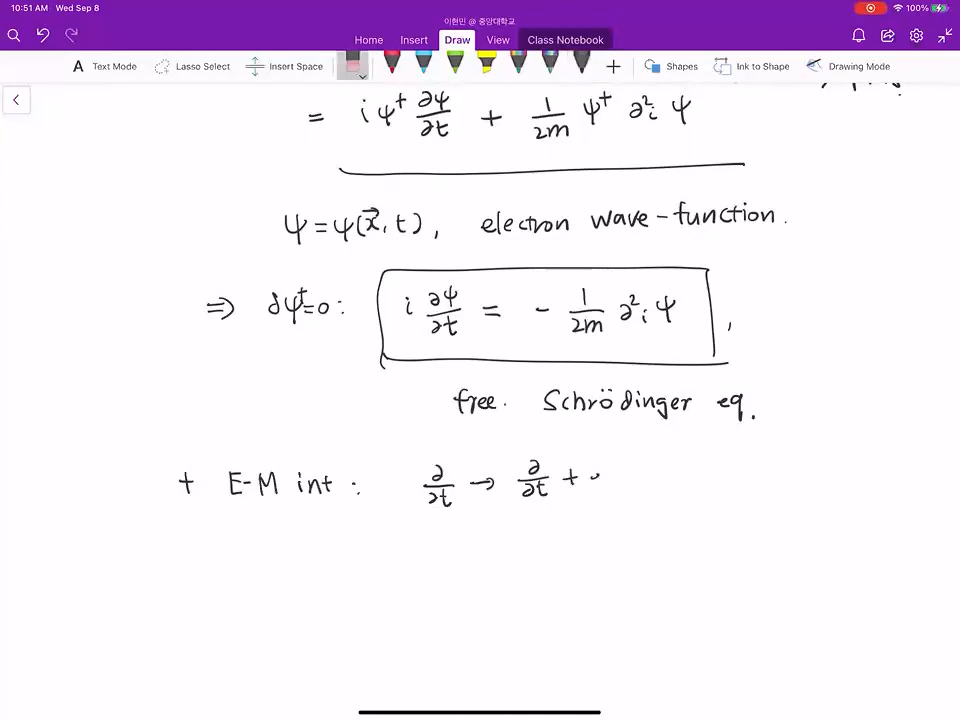 10:51 AM Wed Sep 8
100%
이현민 @ 중앙대학교
Home Insert Draw View Class Notebook
A Text Mode Lasso Select Insert Space Shapes Ink to Shape Drawing Mode
= i ψ† ∂ψ/∂t + 1/2m ψ† ∂²i ψ
ψ = ψ(x⃗, t), electron wave-function.
⇒ δψ†=0: i ∂ψ/∂t = - 1/2m ∂²i ψ,
free. Schrödinger eq.
+ E-M int: ∂/∂t → ∂/∂t +